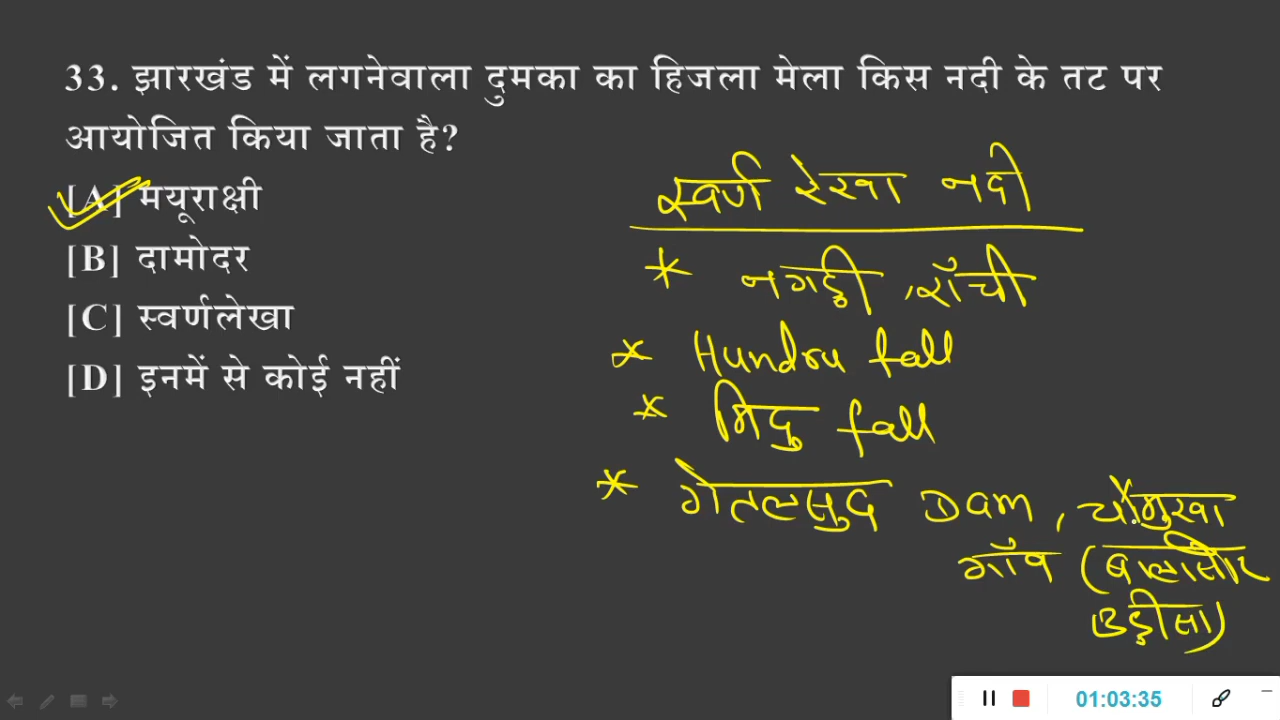 33. झारखंड में लगनेवाला दुमका का हिजला मेला किस नदी के तट पर
आयोजित किया जाता है?
[A] मयूराक्षी
[B] दामोदर
[C] स्वर्णलेखा
[D] इनमें से कोई नहीं
स्वर्ण रेखा नदी
* नगड़ी, राँची
* Hundru fall
* मिदु fall
* गेतलसुद Dam, चौमुखा
गाँव (बालासोर
उड़ीसा)
01:03:35